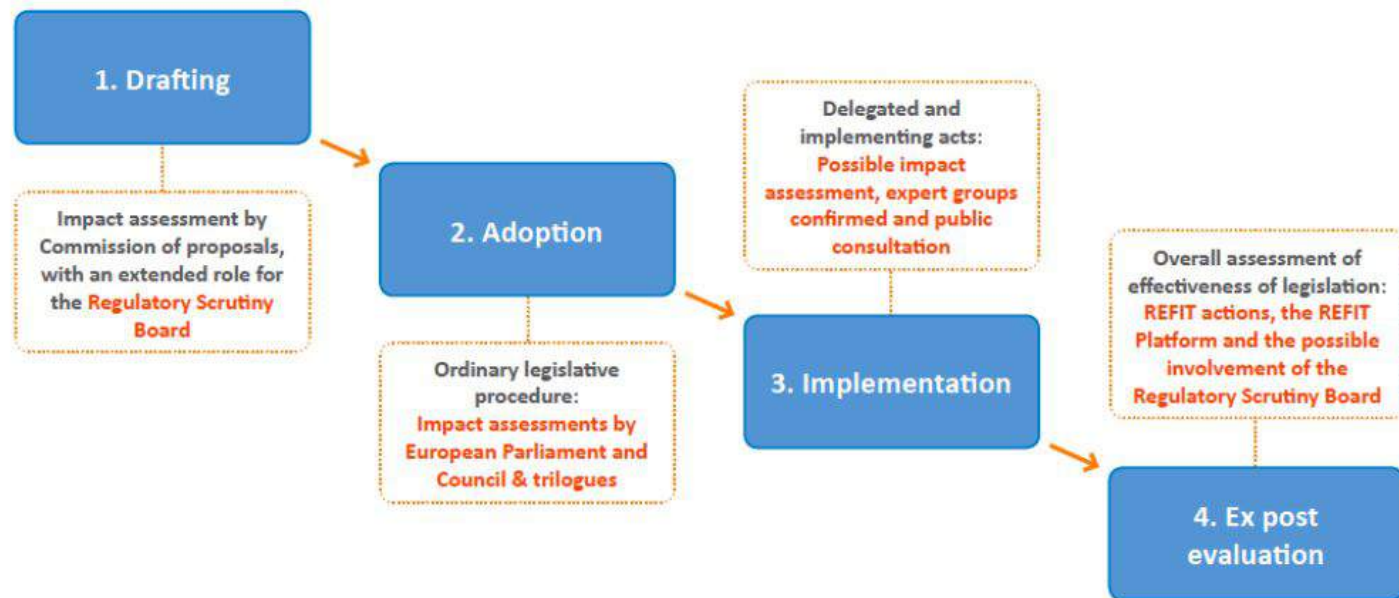 1. Drafting
Impact assessment by
Commission of proposals,
with an extended role for
the Regulatory Scrutiny
Board
2. Adoption
Ordinary legislative
procedure:
Impact assessments by
European Parliament and
Council & trilogues
Delegated and
implementing acts:
Possible impact
assessment, expert groups
confirmed and public
consultation
3. Implementation
Overall assessment of
effectiveness of legislation:
REFIT actions, the REFIT
Platform and the possible
involvement of the
Regulatory Scrutiny Board
4. Ex post
evaluation